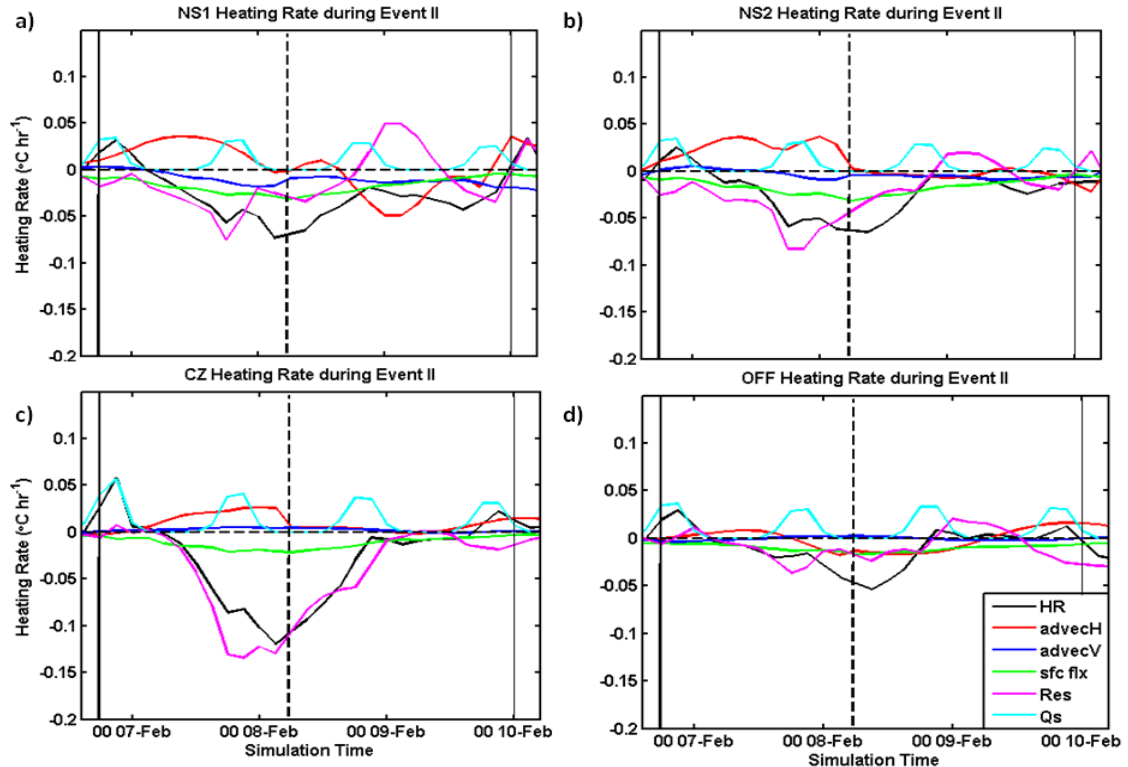 NS1 Heating Rate during Event II
NS2 Heating Rate during Event II
a)
b)
Heating Rate (°C hr⁻¹)
0.1
0.05
0
-0.05
-0.1
-0.15
-0.2
0.1
0.05
0
-0.05
-0.1
-0.15
-0.2
CZ Heating Rate during Event II
OFF Heating Rate during Event II
c)
d)
Heating Rate (°C hr⁻¹)
0.1
0.05
0
-0.05
-0.1
-0.15
-0.2
0.1
0.05
0
-0.05
-0.1
-0.15
-0.2
HR
advecH
advecV
sfc flx
Res
Qs
00 07-Feb 00 08-Feb 00 09-Feb 00 10-Feb
Simulation Time
00 07-Feb 00 08-Feb 00 09-Feb 00 10-Feb
Simulation Time